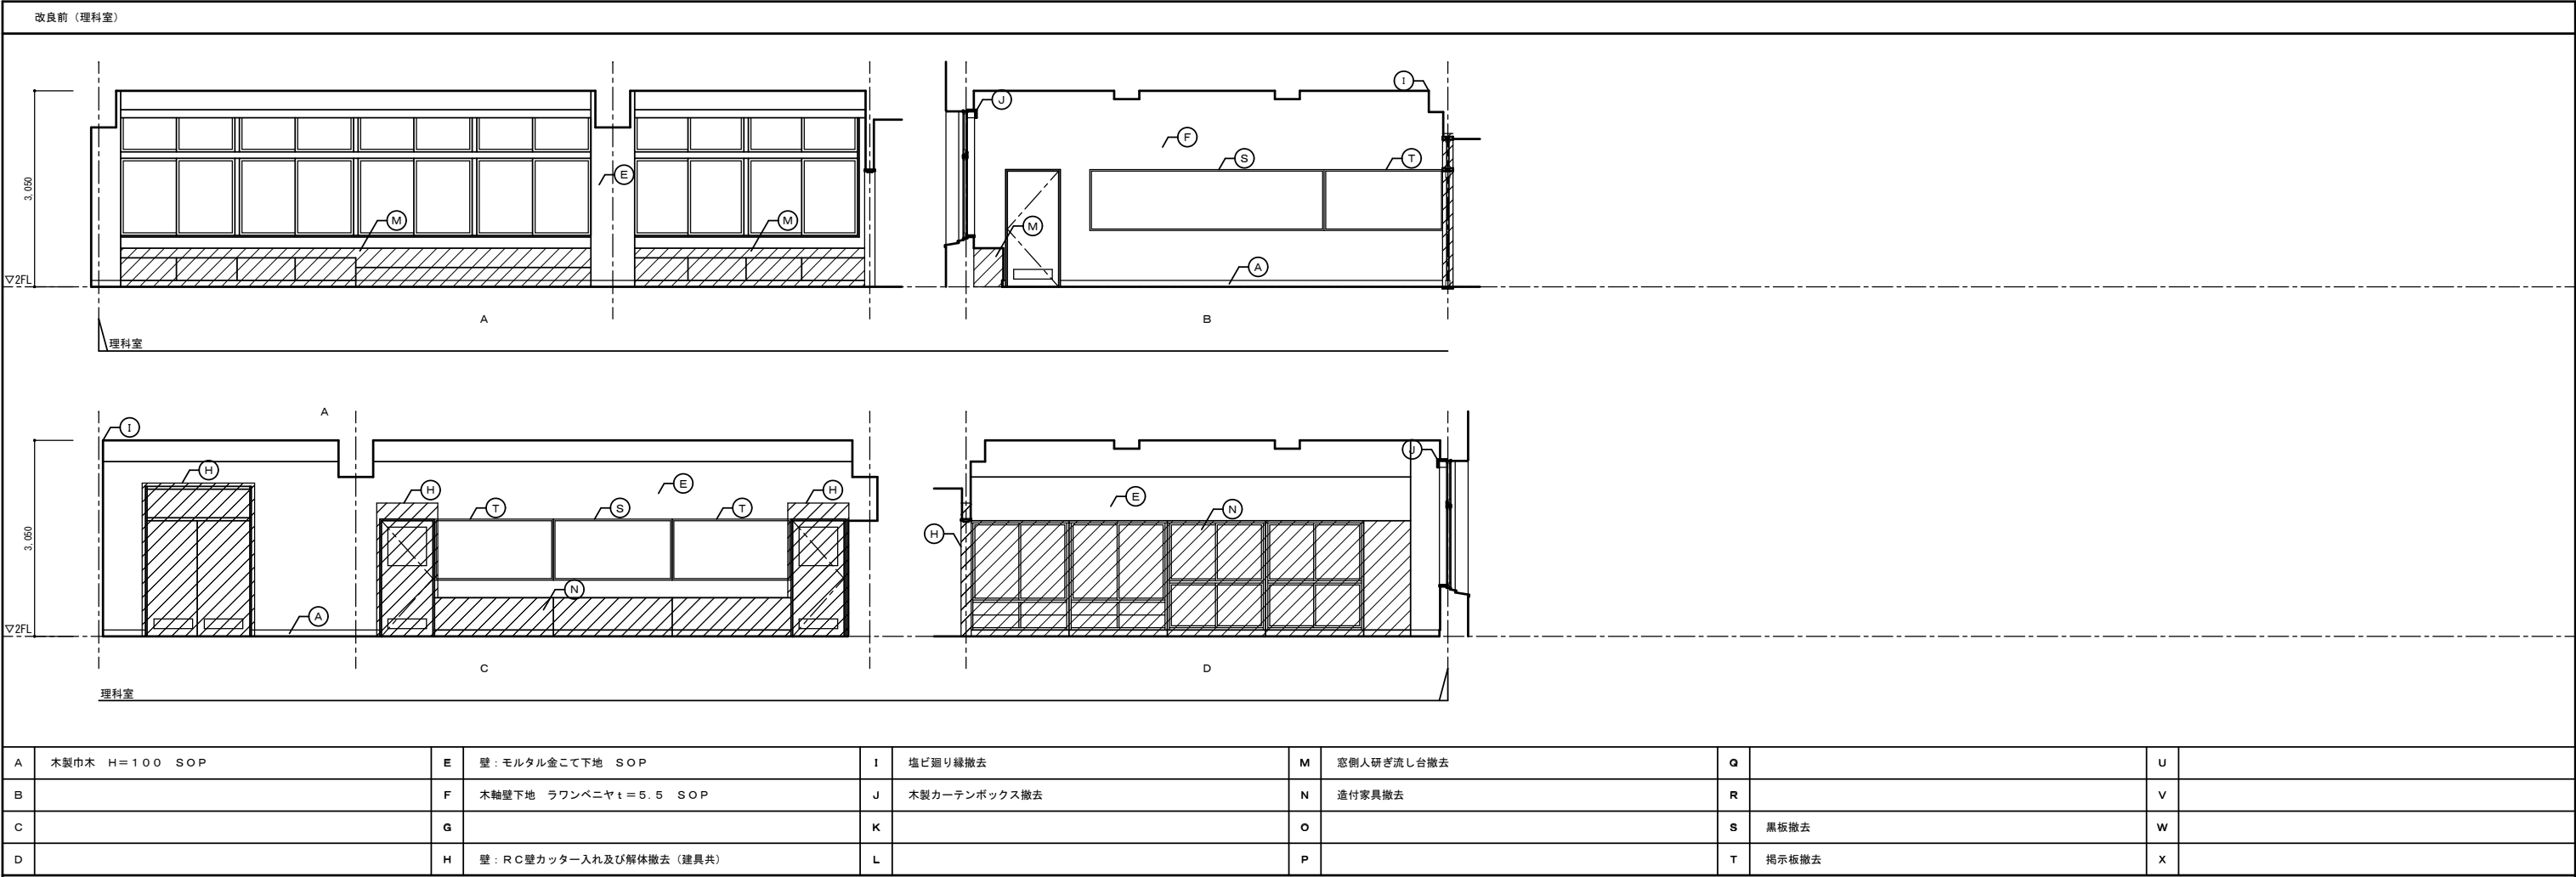 改良前（理科室）
I
J
F
E
S
T
M
M
M
A
3,050
▽2FL
A
B
理科室
A
I
J
H
H
E
H
E
T
S
T
N
H
N
A
3,050
▽2FL
C
D
理科室
A 木製巾木　Ｈ＝１００　ＳＯＰ E 壁：モルタル金こて下地　ＳＯＰ I 塩ビ廻り縁撤去 M 窓側人研ぎ流し台撤去 Q U
B F 木軸壁下地　ラワンベニヤｔ＝５．５　ＳＯＰ J 木製カーテンボックス撤去 N 造付家具撤去 R V
C G K O S 黒板撤去 W
D H 壁：ＲＣ壁カッター入れ及び解体撤去（建具共） L P T 掲示板撤去 X